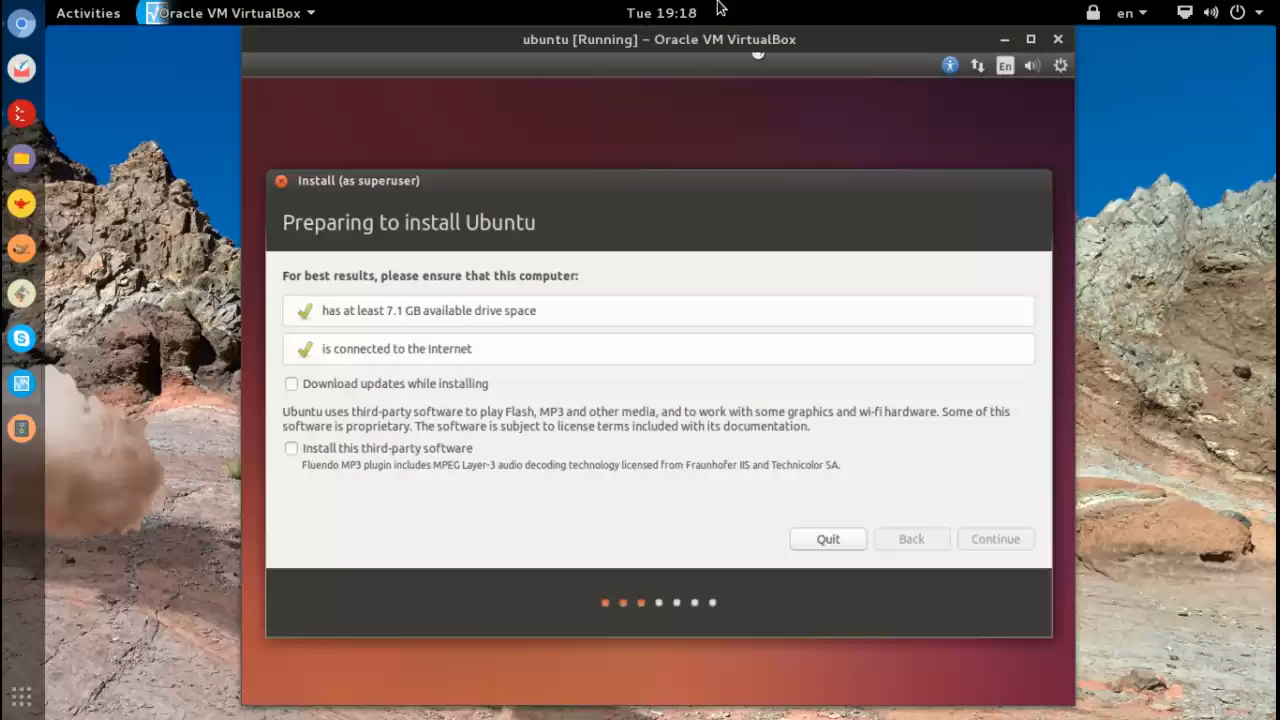 Activities
Oracle VM VirtualBox
Tue 19:18
en
ubuntu [Running] – Oracle VM VirtualBox
En
Install (as superuser)
Preparing to install Ubuntu
For best results, please ensure that this computer:
has at least 7.1 GB available drive space
is connected to the Internet
Download updates while installing
Ubuntu uses third-party software to play Flash, MP3 and other media, and to work with some graphics and wi-fi hardware. Some of this
software is proprietary. The software is subject to license terms included with its documentation.
Install this third-party software
Fluendo MP3 plugin includes MPEG Layer-3 audio decoding technology licensed from Fraunhofer IIS and Technicolor SA.
Quit
Back
Continue